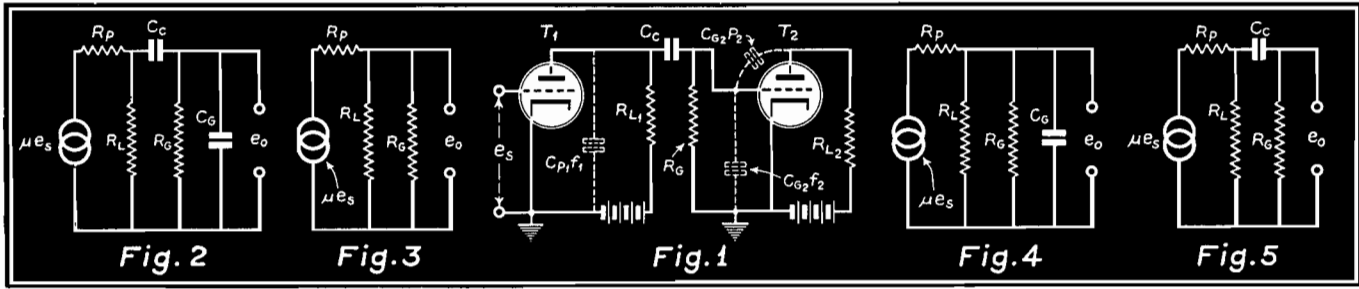 Rp Cc
μes RL RG CG eo
Fig. 2
Rp
RL RG eo
μes
Fig. 3
T1 Cc CG2P2 T2
es CP1f1 RL1 RG CG2f2 RL2
Fig. 1
Rp
RL RG CG eo
μes
Fig. 4
Rp Cc
μes RL RG eo
Fig. 5